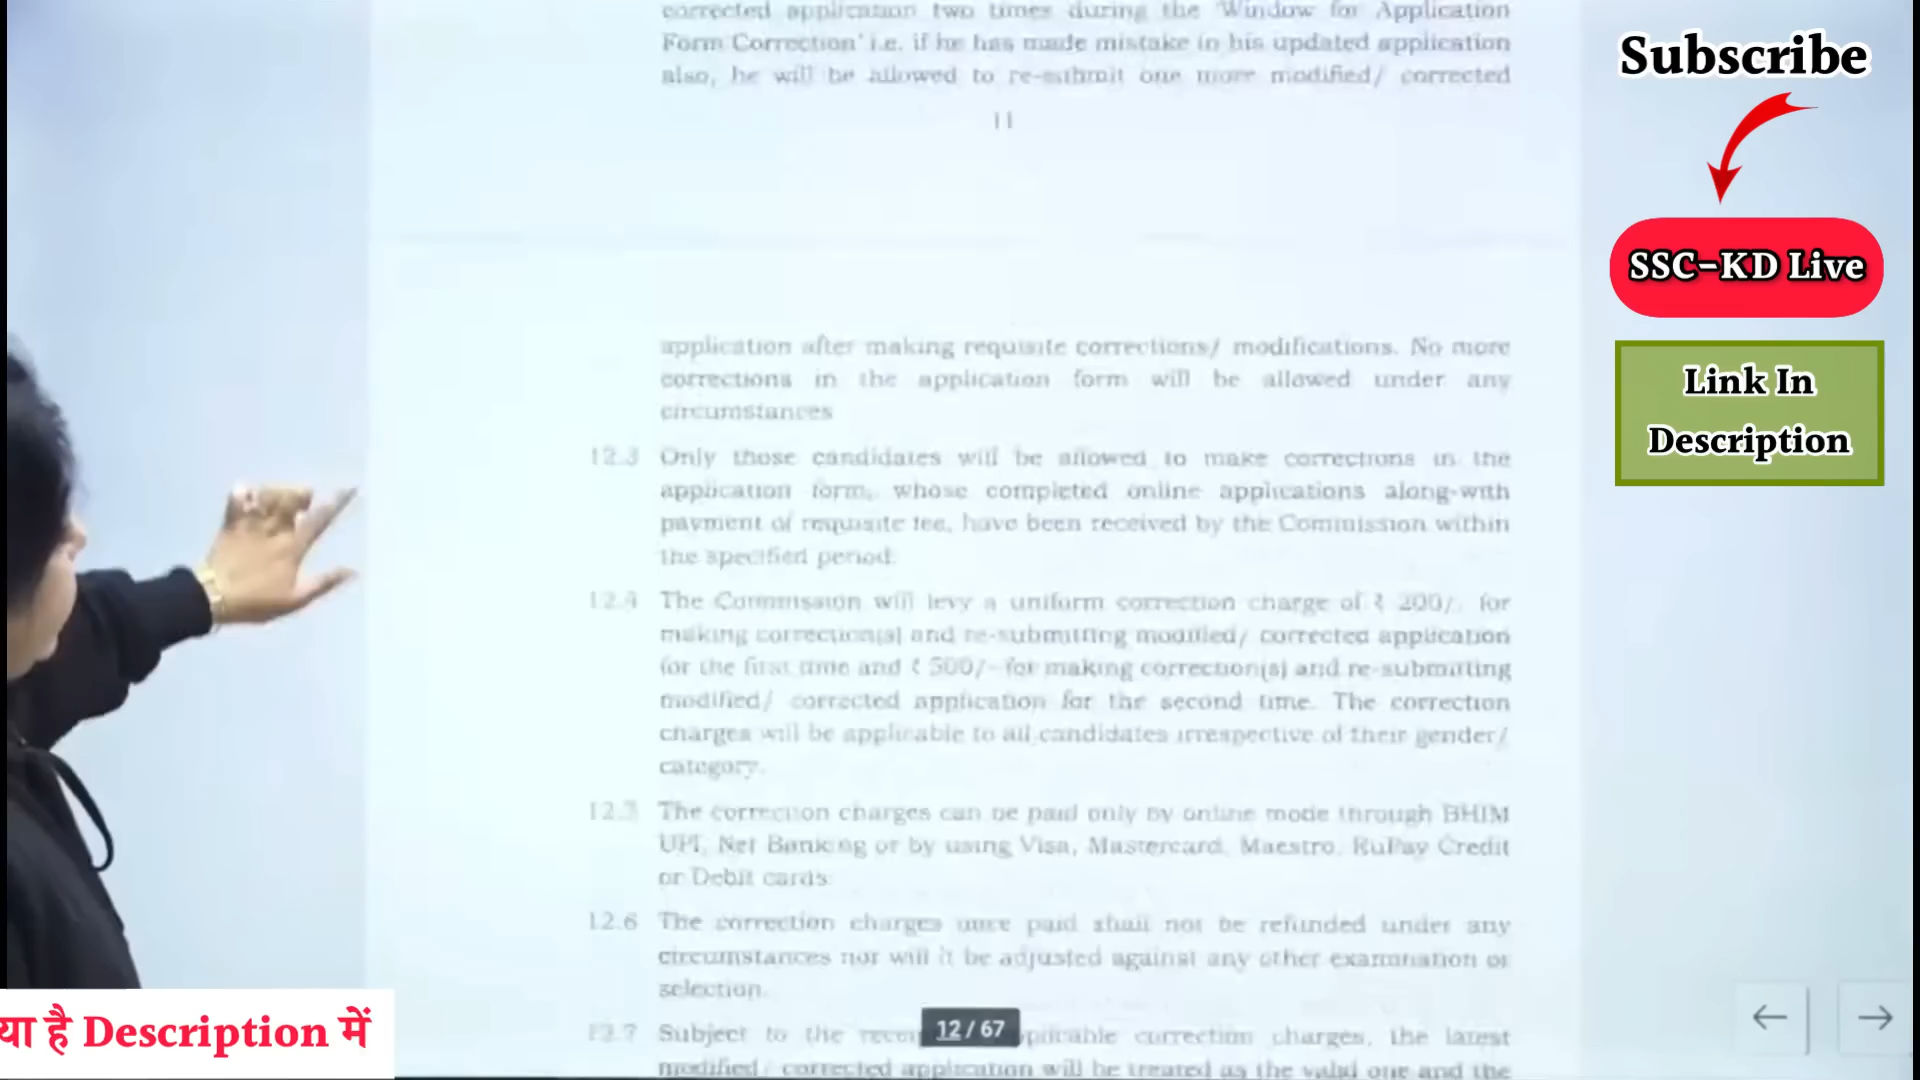 corrected application two times during the 'Window for Application
Form Correction' i.e. if he has made mistake in his updated application
also, he will be allowed to re-submit one more modified/ corrected
11
application after making requisite corrections/ modifications. No more
corrections in the application form will be allowed under any
circumstances
12.3 Only those candidates will be allowed to make corrections in the
application form, whose completed online applications along-with
payment of requisite fee, have been received by the Commission within
the specified period.
12.4 The Commission will levy a uniform correction charge of ₹ 200/- for
making correction(s) and re-submitting modified/ corrected application
for the first time and ₹ 500/- for making correction(s) and re-submitting
modified/ corrected application for the second time. The correction
charges will be applicable to all candidates irrespective of their gender/
category.
12.5 The correction charges can be paid only by online mode through BHIM
UPI, Net Banking or by using Visa, Mastercard, Maestro, RuPay Credit
or Debit cards.
12.6 The correction charges once paid shall not be refunded under any
circumstances nor will it be adjusted against any other examination or
selection.
12.7 Subject to the correction charges, the latest
modified/ corrected application will be treated as the valid one and the
12 / 67
Subscribe
SSC-KD Live
Link In
Description
या है Description में